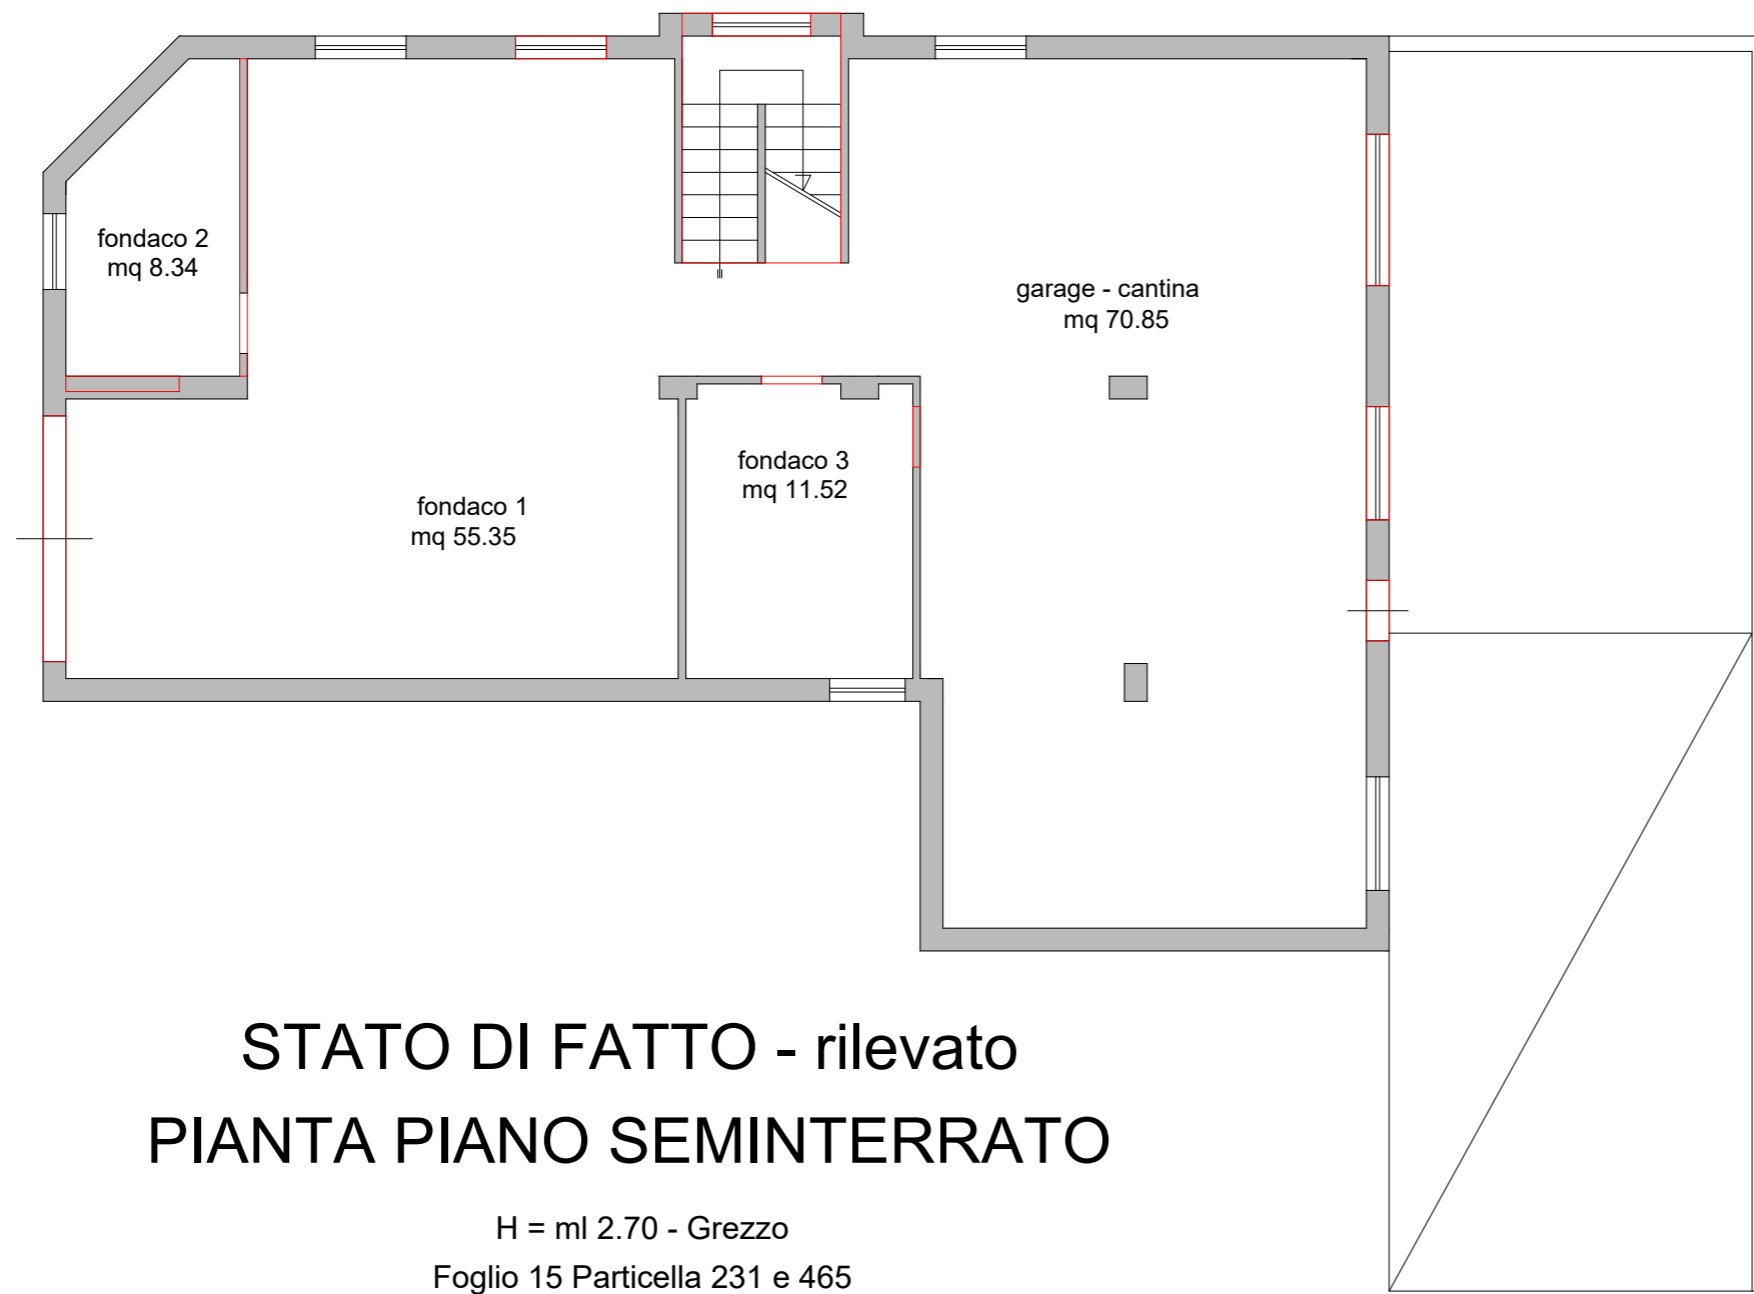 fondaco 2
mq 8.34
garage - cantina
mq 70.85
fondaco 3
mq 11.52
fondaco 1
mq 55.35
STATO DI FATTO - rilevato
PIANTA PIANO SEMINTERRATO
H = ml 2.70 - Grezzo
Foglio 15 Particella 231 e 465